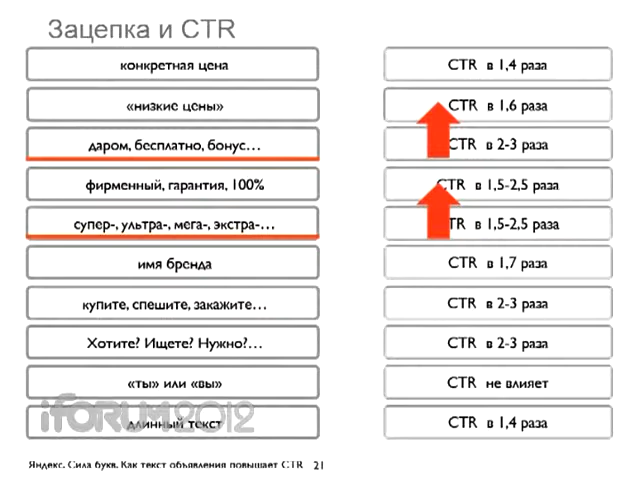 Зацепка и CTR
конкретная цена CTR в 1,4 раза
«низкие цены» CTR в 1,6 раза
даром, бесплатно, бонус... CTR в 2-3 раза
фирменный, гарантия, 100% CTR в 1,5-2,5 раза
супер-, ультра-, мега-, экстра-... TR в 1,5-2,5 раза
имя бренда CTR в 1,7 раза
купите, спешите, закажите... CTR в 2-3 раза
Хотите? Ищете? Нужно?... CTR в 2-3 раза
«ты» или «вы» CTR не влияет
iFORUM2012
длинный текст CTR в 1,4 раза
Яндекс. Сила букв. Как текст объявления повышает CTR 21